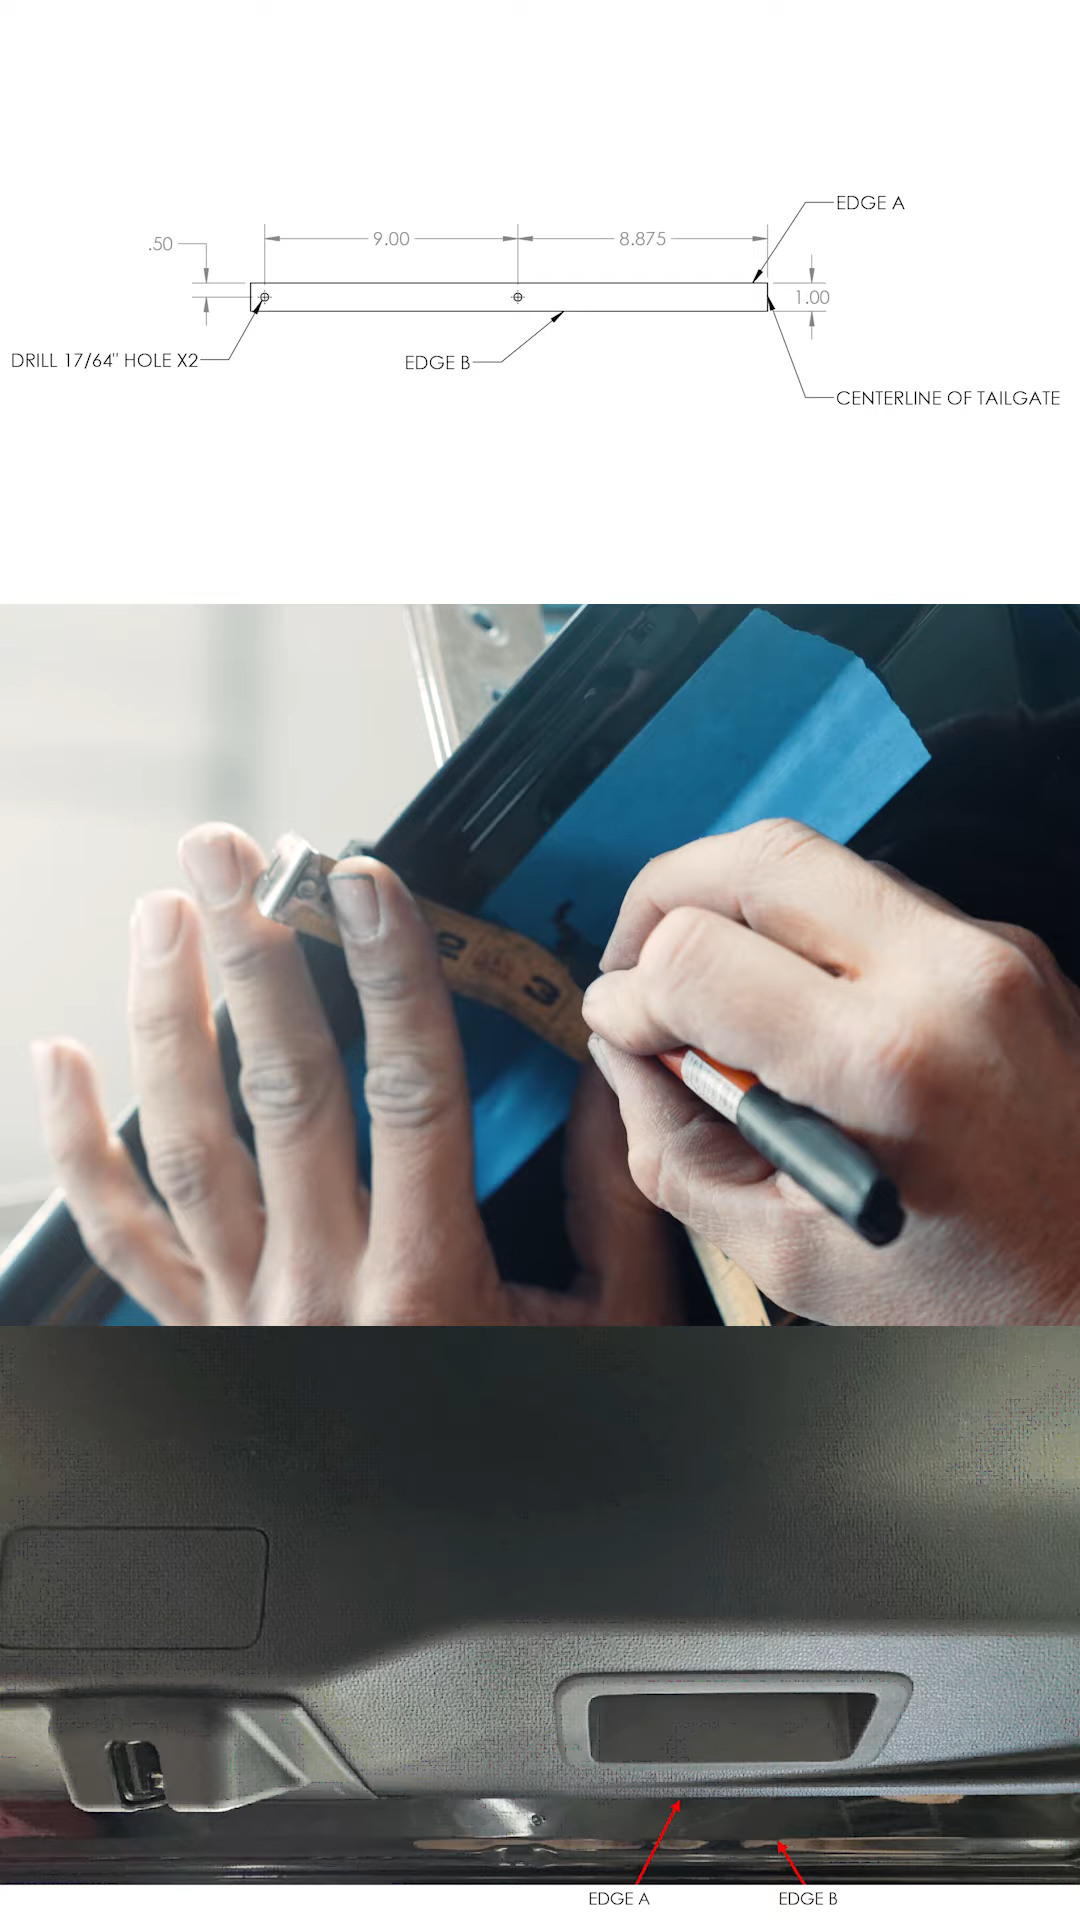 EDGE A
9.00
8.875
.50
1.00
DRILL 17/64" HOLE X2
EDGE B
CENTERLINE OF TAILGATE
2
3
EDGE A
EDGE B